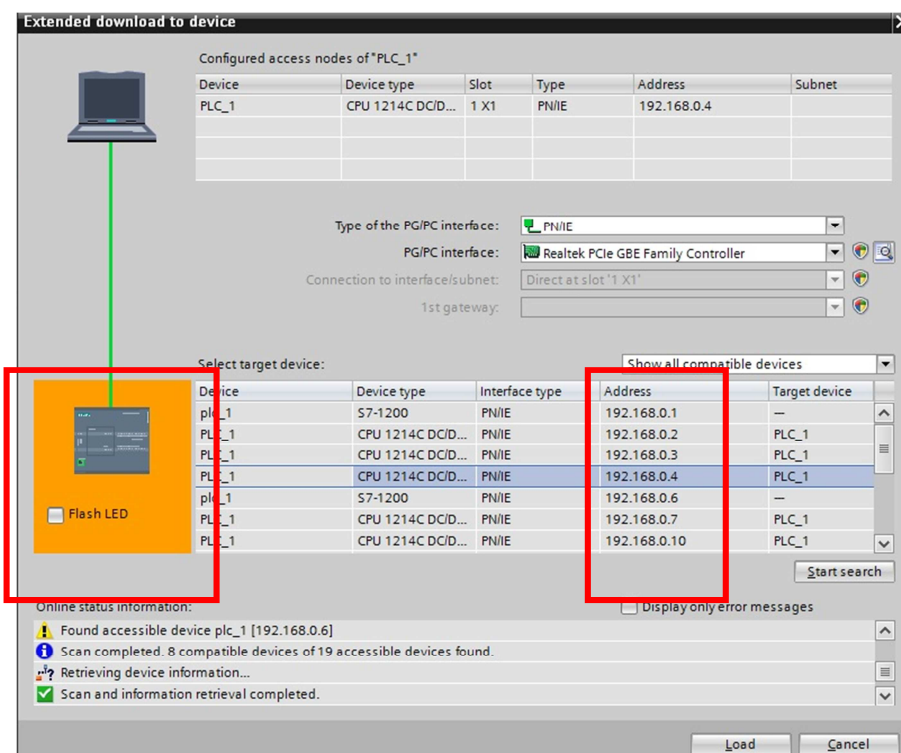 Extended download to device
Configured access nodes of "PLC_1"
Device Device type Slot Type Address Subnet
PLC_1 CPU 1214C DC/D... 1 X1 PN/IE 192.168.0.4
Type of the PG/PC interface: PN/IE
PG/PC interface: Realtek PCIe GBE Family Controller
Connection to interface/subnet: Direct at slot '1 X1'
1st gateway:
Select target device: Show all compatible devices
Device Device type Interface type Address Target device
plc_1 S7-1200 PN/IE 192.168.0.1 —
PLC_1 CPU 1214C DC/D... PN/IE 192.168.0.2 PLC_1
PLC_1 CPU 1214C DC/D... PN/IE 192.168.0.3 PLC_1
PLC_1 CPU 1214C DC/D... PN/IE 192.168.0.4 PLC_1
plc_1 S7-1200 PN/IE 192.168.0.6 —
PLC_1 CPU 1214C DC/D... PN/IE 192.168.0.7 PLC_1
PLC_1 CPU 1214C DC/D... PN/IE 192.168.0.10 PLC_1
Flash LED
Start search
Online status information: Display only error messages
Found accessible device plc_1 [192.168.0.6]
Scan completed. 8 compatible devices of 19 accessible devices found.
Retrieving device information...
Scan and information retrieval completed.
Load Cancel